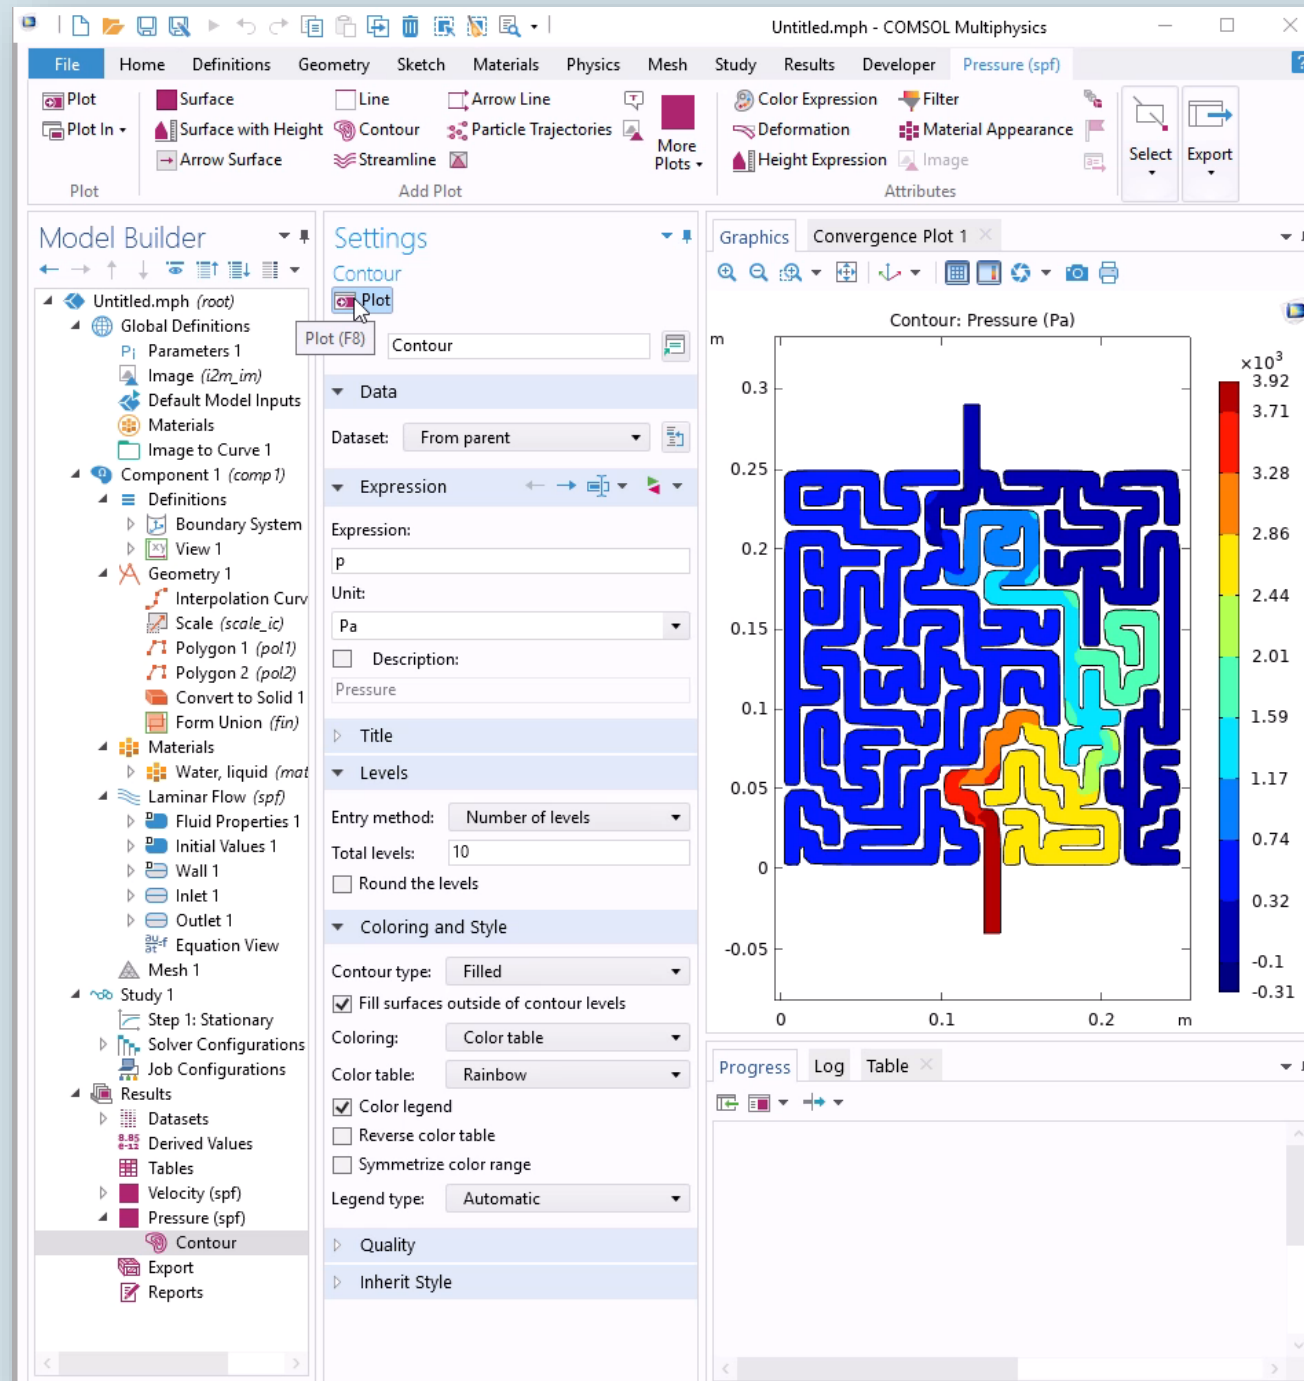 Untitled.mph - COMSOL Multiphysics
File Home Definitions Geometry Sketch Materials Physics Mesh Study Results Developer Pressure (spf) ?
Plot
Plot In
Plot
Surface
Surface with Height
Arrow Surface
Line
Contour
Streamline
Arrow Line
Particle Trajectories
More
Plots
Add Plot
Color Expression
Deformation
Height Expression
Filter
Material Appearance
Image
Attributes
Select
Export
Model Builder
Untitled.mph (root)
Global Definitions
Pi Parameters 1
Image (i2m_im)
Default Model Inputs
Materials
Image to Curve 1
Component 1 (comp1)
Definitions
Boundary System
xy View 1
Geometry 1
Interpolation Curv
Scale (scale_ic)
Polygon 1 (pol1)
Polygon 2 (pol2)
Convert to Solid 1
Form Union (fin)
Materials
Water, liquid (mat
Laminar Flow (spf)
D Fluid Properties 1
D Initial Values 1
D Wall 1
Inlet 1
Outlet 1
Equation View
Mesh 1
Study 1
Step 1: Stationary
Solver Configurations
Job Configurations
Results
Datasets
8.85
e-12 Derived Values
Tables
Velocity (spf)
Pressure (spf)
Contour
Export
Reports
Settings
Contour
Plot
Plot (F8)
Contour
Data
Dataset: From parent
Expression
Expression:
p
Unit:
Pa
Description:
Pressure
Title
Levels
Entry method: Number of levels
Total levels: 10
Round the levels
Coloring and Style
Contour type: Filled
Fill surfaces outside of contour levels
Coloring: Color table
Color table: Rainbow
Color legend
Reverse color table
Symmetrize color range
Legend type: Automatic
Quality
Inherit Style
Graphics Convergence Plot 1
Contour: Pressure (Pa)
m
0.3
0.25
0.2
0.15
0.1
0.05
0
-0.05
0 0.1 0.2 m
×10³
3.92
3.71
3.28
2.86
2.44
2.01
1.59
1.17
0.74
0.32
-0.1
-0.31
Progress Log Table